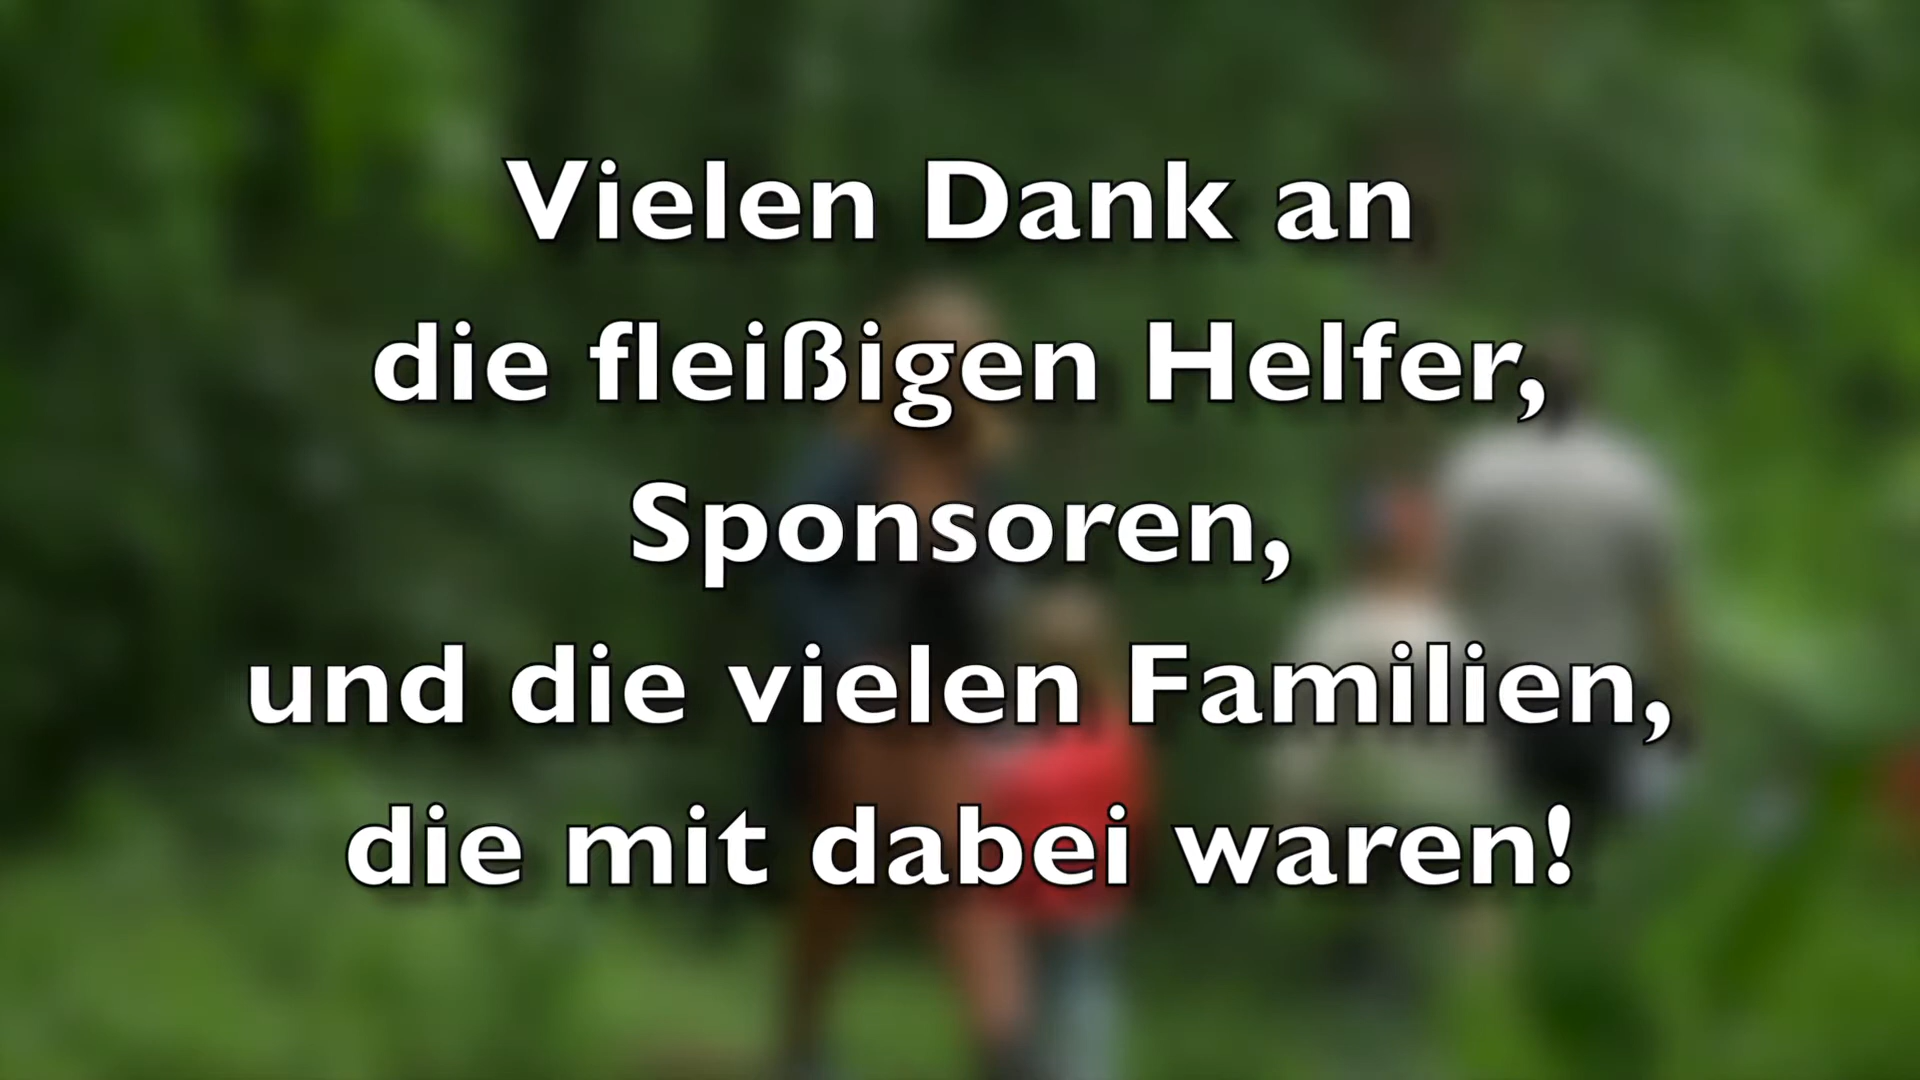 Vielen Dank an
die fleißigen Helfer,
Sponsoren,
und die vielen Familien,
die mit dabei waren!